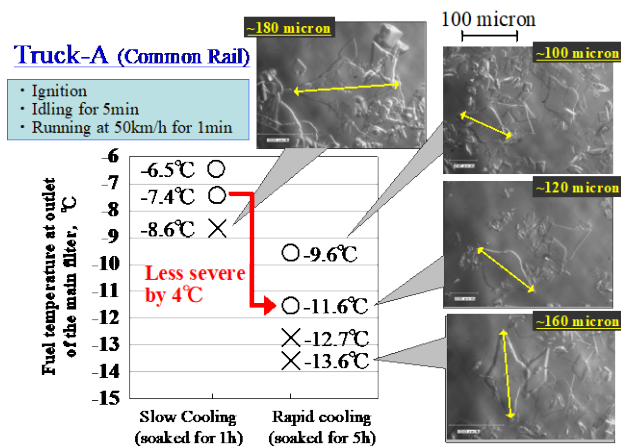 ~180 micron
100 micron
~100 micron
Truck-A (Common Rail)
・Ignition
・Idling for 5min
・Running at 50km/h for 1min
~120 micron
~160 micron
Fuel temperature at outlet
of the main filter, ℃
-6
-7
-8
-9
-10
-11
-12
-13
-14
-15
-6.5℃
-7.4℃
-8.6℃
-9.6℃
Less severe
by 4℃
-11.6℃
-12.7℃
-13.6℃
Slow Cooling
(soaked for 1h)
Rapid cooling
(soaked for 5h)